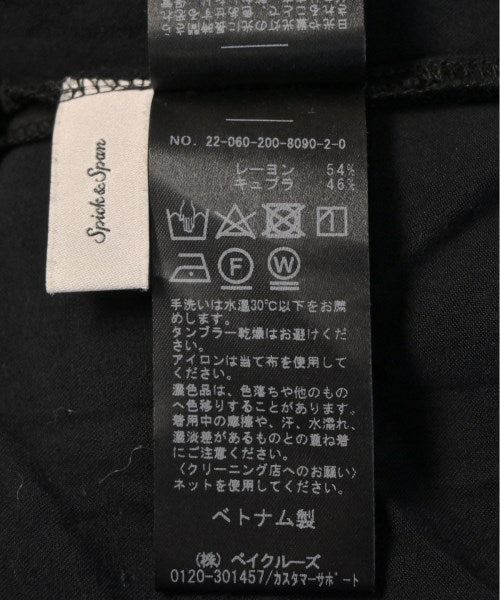 Spick&Span
NO. 22-060-200-8090-2-0
レーヨン 54%
キュプラ 46%
F
W
手洗いは水温30℃以下をお薦
めします。
タンブラー乾燥はお避けくだ
さい。
アイロンは当て布を使用して
ください。
濃色品は、色落ちや他のもの
へ色移りすることがあります。
着用中の摩擦や、汗、水濡れ、
濃淡差があるものとの重ね着
にご注意ください。
〈クリーニング店へのお願い〉
ネットを使用してください。
ベトナム製
(株) ベイクルーズ
0120-301457/カスタマーサポート